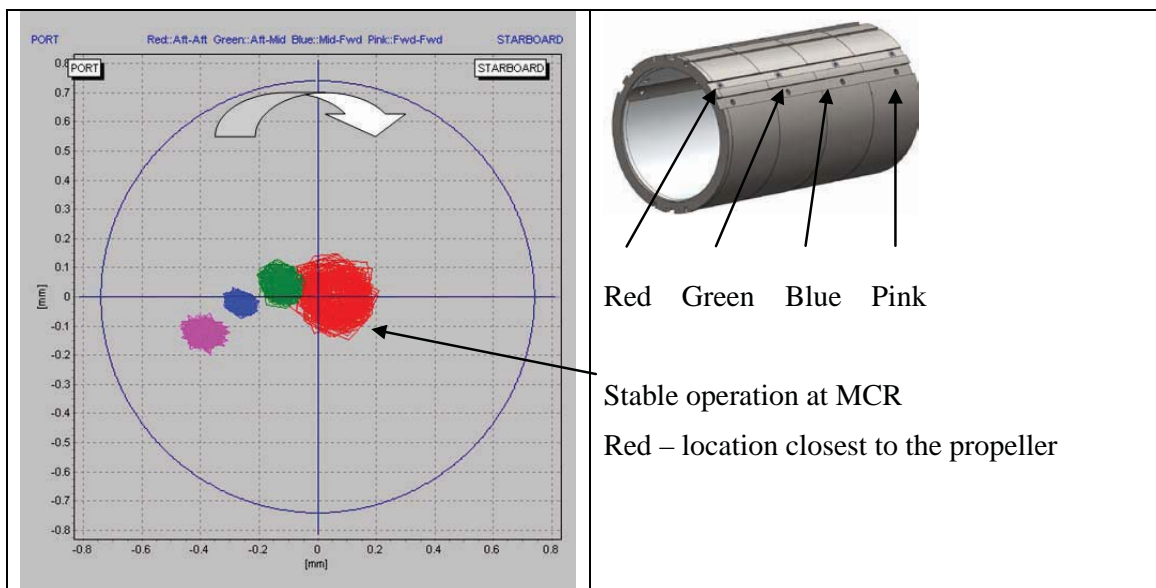 PORT Red::Aft-Aft Green::Aft-Mid Blue::Mid-Fwd Pink::Fwd-Fwd STARBOARD
PORT STARBOARD
0.8
0.7
0.6
0.5
0.4
0.3
0.2
0.1
0
-0.1
-0.2
-0.3
-0.4
-0.5
-0.6
-0.7
-0.8
[mm]
-0.8 -0.6 -0.4 -0.2 0 0.2 0.4 0.6 0.8
[mm]
Red Green Blue Pink
Stable operation at MCR
Red – location closest to the propeller